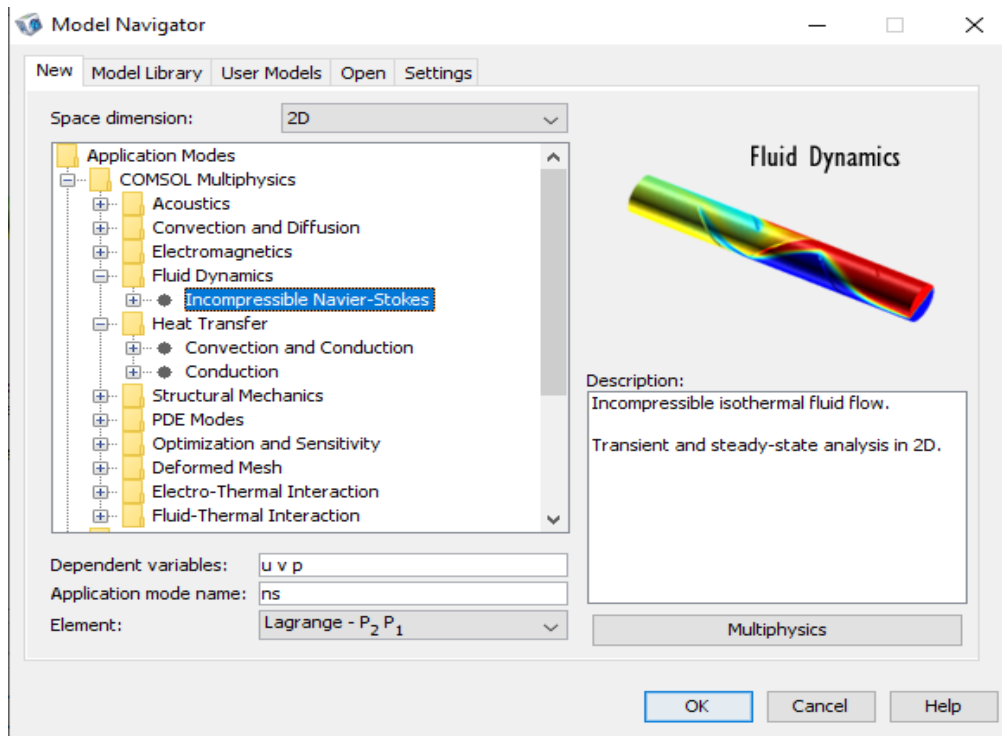 Model Navigator
New Model Library User Models Open Settings
Space dimension: 2D
Application Modes
COMSOL Multiphysics
Acoustics
Convection and Diffusion
Electromagnetics
Fluid Dynamics
Incompressible Navier-Stokes
Heat Transfer
Convection and Conduction
Conduction
Structural Mechanics
PDE Modes
Optimization and Sensitivity
Deformed Mesh
Electro-Thermal Interaction
Fluid-Thermal Interaction
Dependent variables: u v p
Application mode name: ns
Element: Lagrange - P2 P1
Fluid Dynamics
Description:
Incompressible isothermal fluid flow.
Transient and steady-state analysis in 2D.
Multiphysics
OK Cancel Help